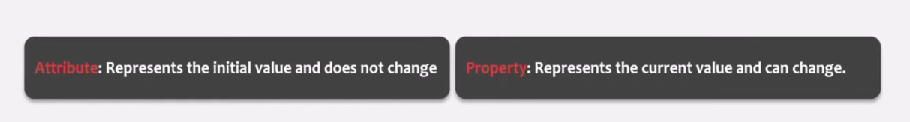 Attribute: Represents the initial value and does not change
Property: Represents the current value and can change.